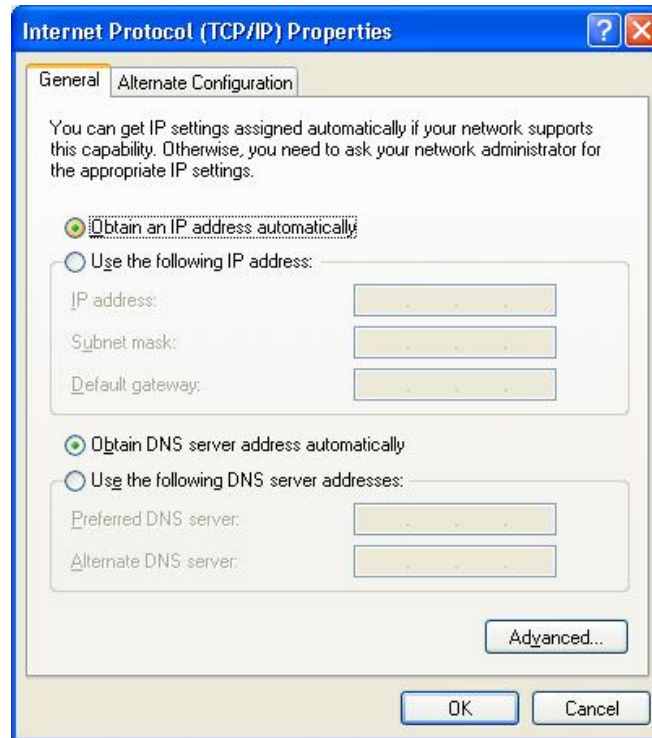 Internet Protocol (TCP/IP) Properties
General
Alternate Configuration
You can get IP settings assigned automatically if your network supports
this capability. Otherwise, you need to ask your network administrator for
the appropriate IP settings.
Obtain an IP address automatically
Use the following IP address:
IP address:
Subnet mask:
Default gateway:
Obtain DNS server address automatically
Use the following DNS server addresses:
Preferred DNS server:
Alternate DNS server:
Advanced...
OK
Cancel